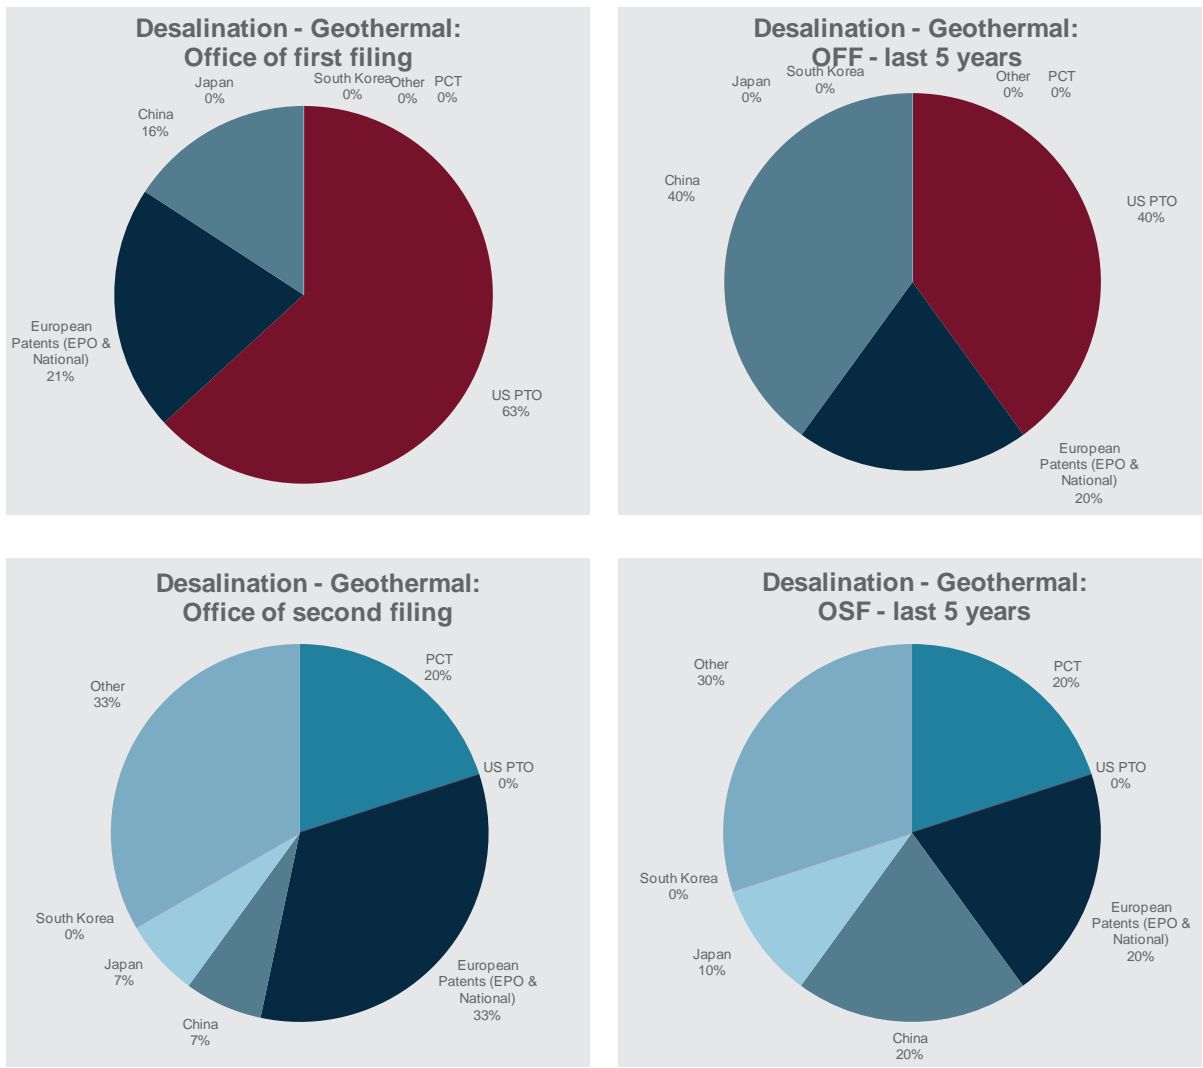 Desalination - Geothermal:
Office of first filing
Japan
0%
South Korea
0%
Other
0%
PCT
0%
China
16%
European
Patents (EPO &
National)
21%
US PTO
63%
Desalination - Geothermal:
OFF - last 5 years
Japan
0%
South Korea
0%
Other
0%
PCT
0%
China
40%
US PTO
40%
European
Patents (EPO &
National)
20%
Desalination - Geothermal:
Office of second filing
Other
33%
PCT
20%
US PTO
0%
South Korea
0%
Japan
7%
China
7%
European
Patents (EPO &
National)
33%
Desalination - Geothermal:
OSF - last 5 years
Other
30%
PCT
20%
US PTO
0%
South Korea
0%
Japan
10%
China
20%
European
Patents (EPO &
National)
20%